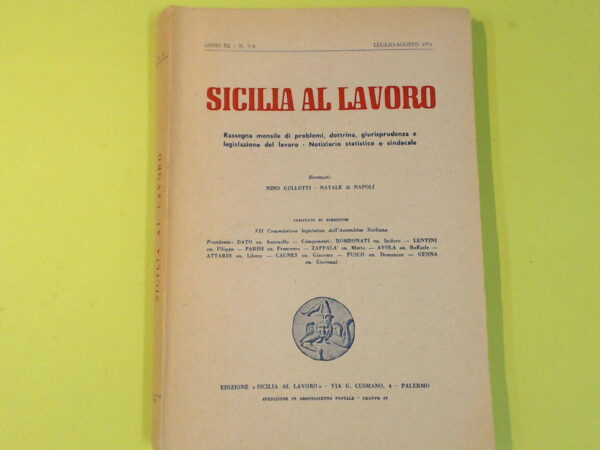 ANNO XI - N. 7-8 LUGLIO-AGOSTO 1971
SICILIA AL LAVORO
Rassegna mensile di problemi, dottrina, giurisprudenza e
legislazione del lavoro - Notiziario statistico e sindacale
Direttori:
NINO GULLOTTI - NATALE di NAPOLI
COMITATO DI DIREZIONE
VII Commissione legislativa dell'Assemblea Siciliana
Presidente: DATO on. Antonello — Componenti: BOMBONATI on. Isidoro — LENTINI
on. Filippo — PARISI on. Francesco — ZAPPALA' on. Mario — AVOLA on. Raffaele —
ATTARDI on. Liborio — CAGNES on. Giacomo — FUSCO on. Domenico — GENNA
on. Giovanni
EDIZIONE «SICILIA AL LAVORO» - VIA G. CUSMANO, 4 - PALERMO
SPEDIZIONE IN ABBONAMENTO POSTALE - GRUPPO IV
SICILIA AL LAVORO